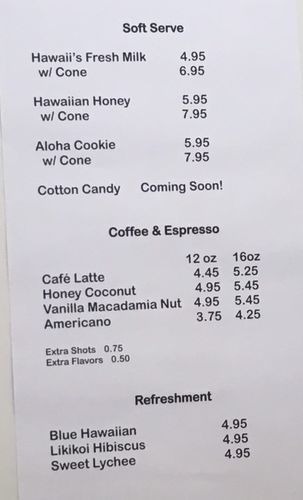 Soft Serve
Hawaii's Fresh Milk 4.95
w/ Cone 6.95
Hawaiian Honey 5.95
w/ Cone 7.95
Aloha Cookie 5.95
w/ Cone 7.95
Cotton Candy Coming Soon!
Coffee & Espresso
12 oz 16oz
Café Latte 4.45 5.25
Honey Coconut 4.95 5.45
Vanilla Macadamia Nut 4.95 5.45
Americano 3.75 4.25
Extra Shots 0.75
Extra Flavors 0.50
Refreshment
Blue Hawaiian 4.95
Likikoi Hibiscus 4.95
Sweet Lychee 4.95